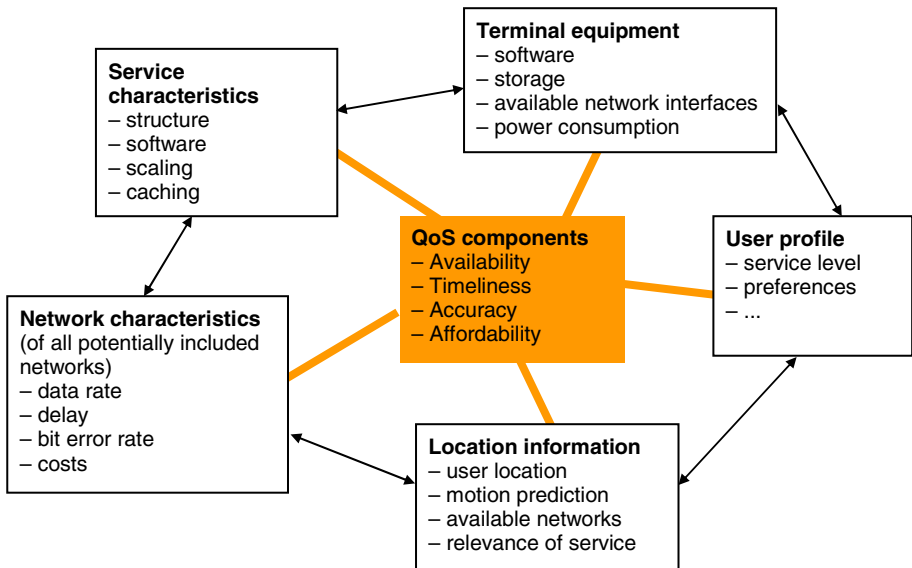 Terminal equipment
– software
– storage
– available network interfaces
– power consumption
Service
characteristics
– structure
– software
– scaling
– caching
QoS components
– Availability
– Timeliness
– Accuracy
– Affordability
User profile
– service level
– preferences
– ...
Network characteristics
(of all potentially included
networks)
– data rate
– delay
– bit error rate
– costs
Location information
– user location
– motion prediction
– available networks
– relevance of service